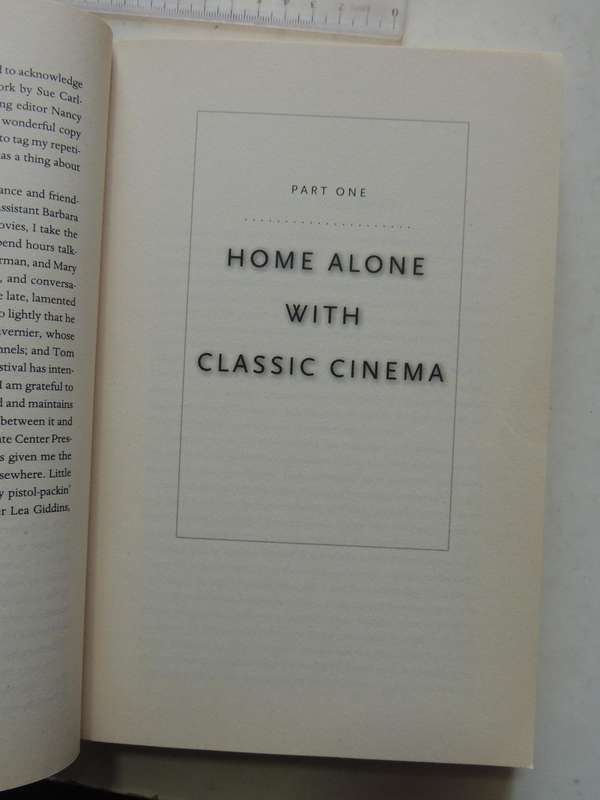 l to acknowledge
ork by Sue Carl-
ng editor Nancy
wonderful copy
to tag my repeti-
as a thing about
ance and friend-
ssistant Barbara
ovies, I take the
pend hours talk-
rman, and Mary
, and conversa-
e late, lamented
o lightly that he
vernier, whose
nnels; and Tom
stival has inten-
I am grateful to
d and maintains
between it and
ate Center Pres-
s given me the
sewhere. Little
y pistol-packin'
er Lea Giddins,
PART ONE
HOME ALONE
WITH
CLASSIC CINEMA